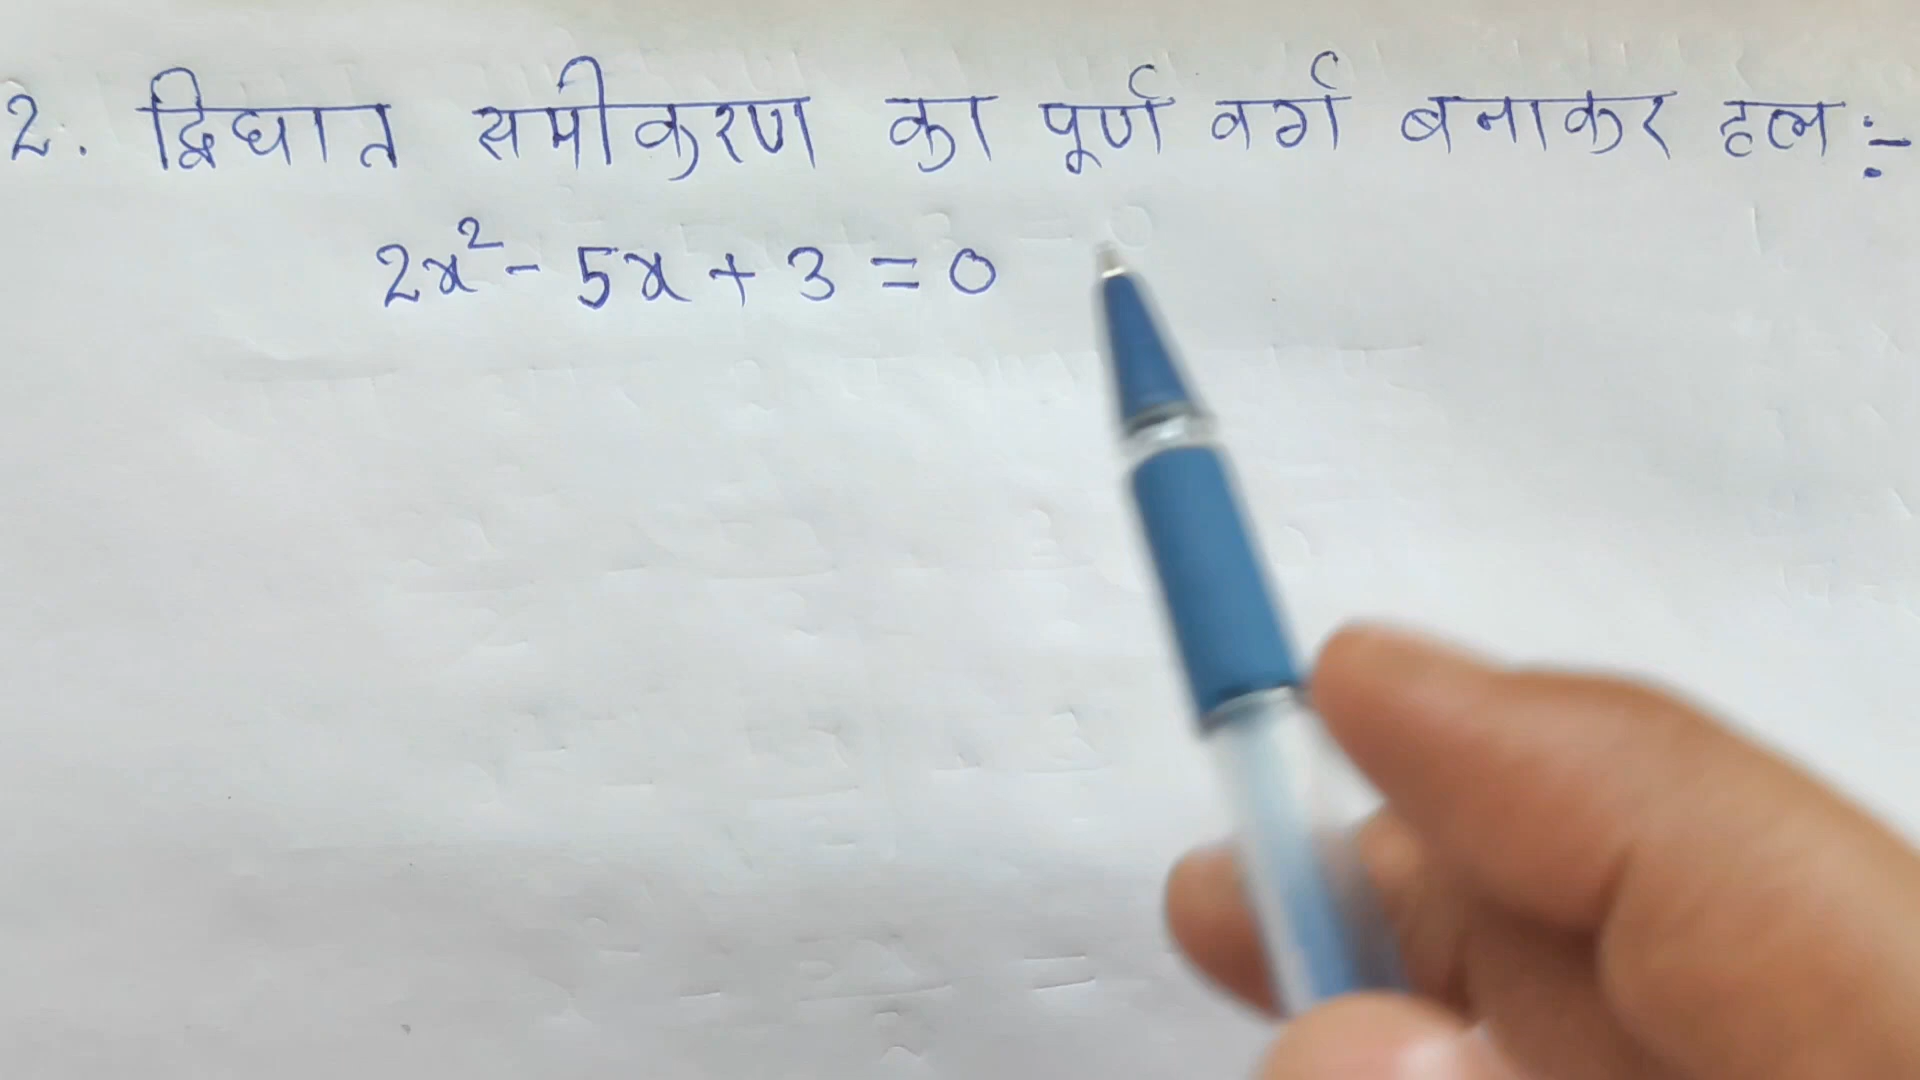 2. द्विघात समीकरण का पूर्ण वर्ग बनाकर हल :-
2x² - 5x + 3 = 0